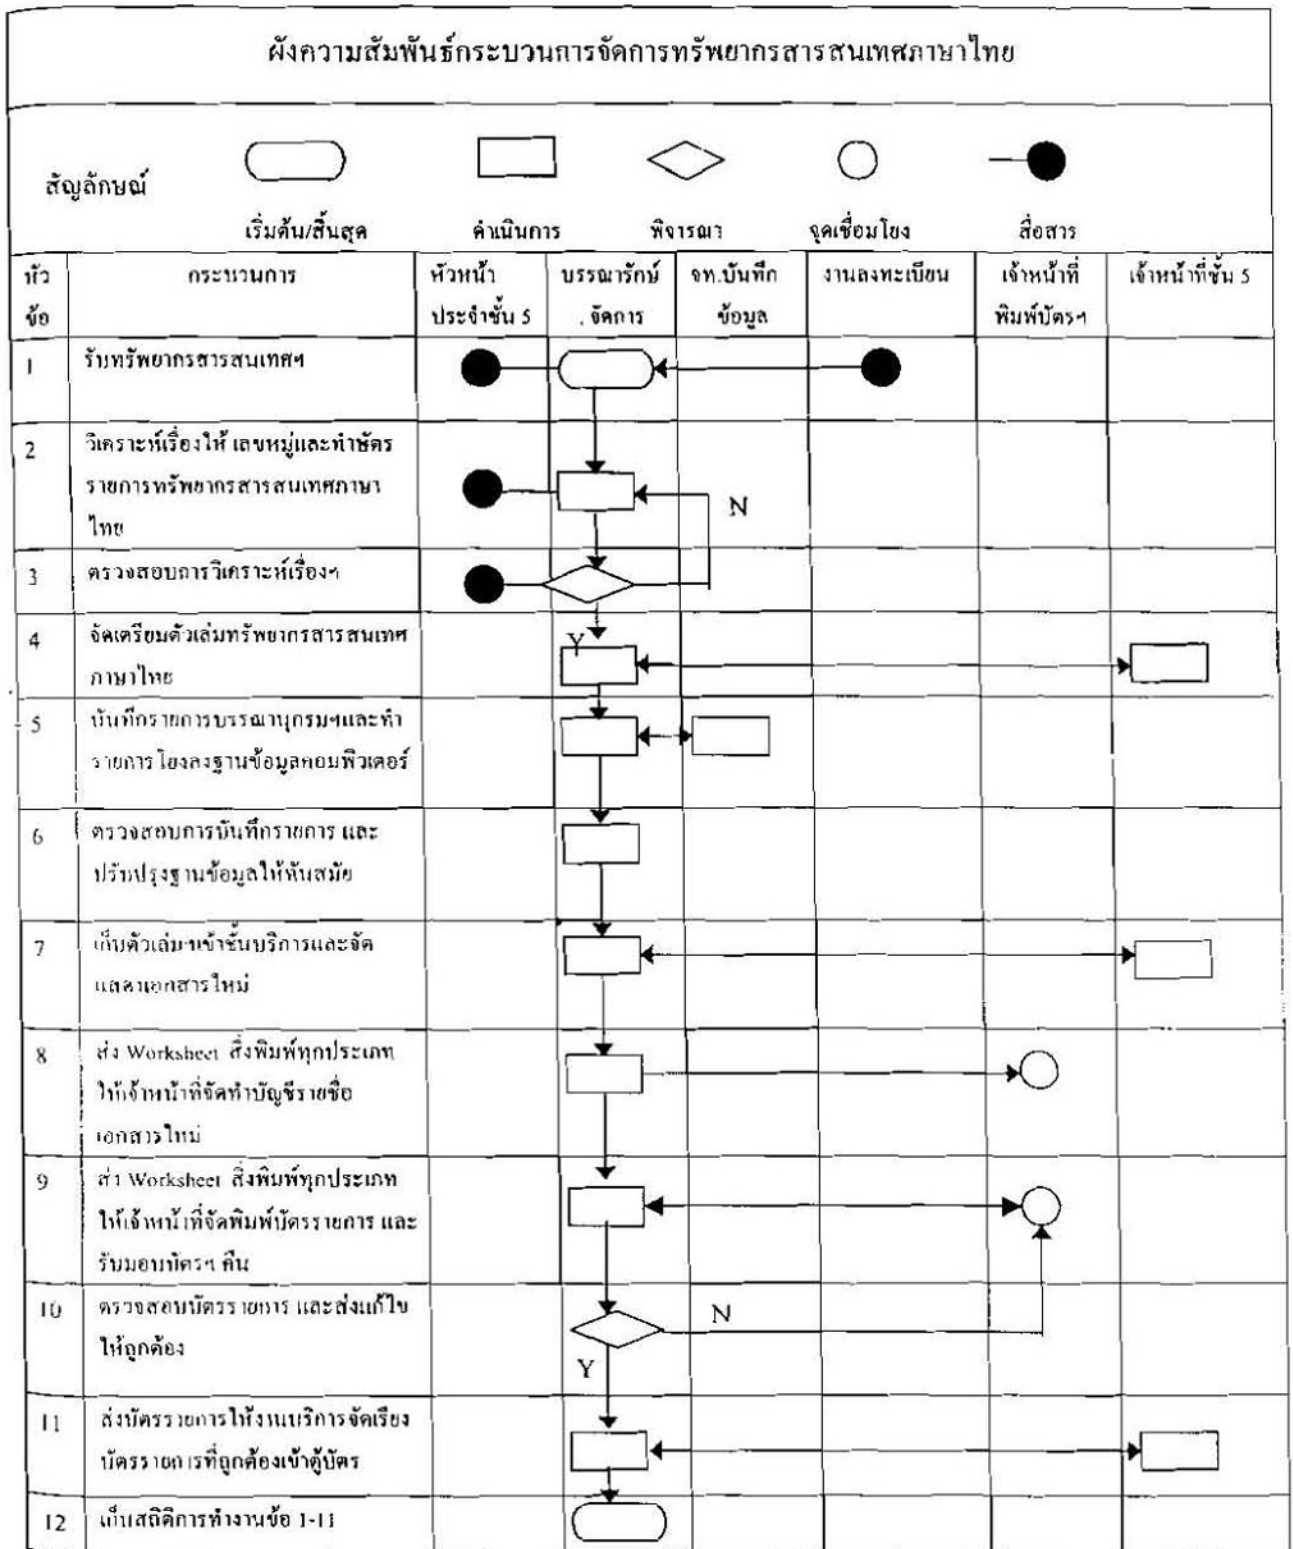 ผังความสัมพันธ์กระบวนการจัดการทรัพยากรสารสนเทศภาษาไทย
สัญลักษณ์
เริ่มต้น/สิ้นสุด ดำเนินการ พิจารณา จุดเชื่อมโยง สื่อสาร
หัว กระบวนการ หัวหน้า บรรณารักษ์ จท.บันทึก งานลงทะเบียน เจ้าหน้าที่ เจ้าหน้าที่ชั้น 5
ข้อ ประจำชั้น 5 จัดการ ข้อมูล พิมพ์บัตรฯ
1 รับทรัพยากรสารสนเทศฯ
2 วิเคราะห์เรื่องให้ เลขหมู่และทำบัตร
รายการทรัพยากรสารสนเทศภาษา
ไทย
N
3 ตรวจสอบการวิเคราะห์เรื่องฯ
4 จัดเตรียมตัวเล่มทรัพยากรสารสนเทศ
Y
ภาษาไทย
5 บันทึกรายการบรรณานุกรมฯและทำ
รายการโยงลงฐานข้อมูลคอมพิวเตอร์
6 ตรวจสอบการบันทึกรายการ และ
ปรับปรุงฐานข้อมูลให้ทันสมัย
7 เก็บตัวเล่มฯเข้าชั้นบริการและจัด
แสดงเอกสารใหม่
8 ส่ง Worksheet สิ่งพิมพ์ทุกประเภท
ให้เจ้าหน้าที่จัดทำบัญชีรายชื่อ
เอกสารใหม่
9 ส่ง Worksheet สิ่งพิมพ์ทุกประเภท
ให้เจ้าหน้าที่จัดพิมพ์บัตรรายการ และ
รับมอบบัตรฯ คืน
10 ตรวจสอบบัตรรายการ และส่งแก้ไข N
ให้ถูกต้อง
Y
11 ส่งบัตรรายการให้งานบริการจัดเรียง
บัตรรายการที่ถูกต้องเข้าตู้บัตร
12 เก็บสถิติการทำงานข้อ 1-11